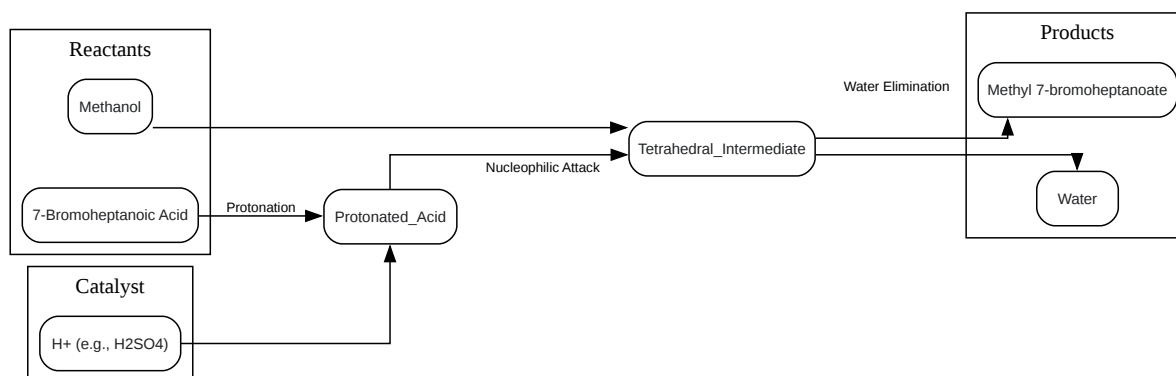 Reactants
Methanol
7-Bromoheptanoic Acid
Protonation
Catalyst
H+ (e.g., H2SO4)
Protonated_Acid
Nucleophilic Attack
Tetrahedral_Intermediate
Water Elimination
Products
Methyl 7-bromoheptanoate
Water